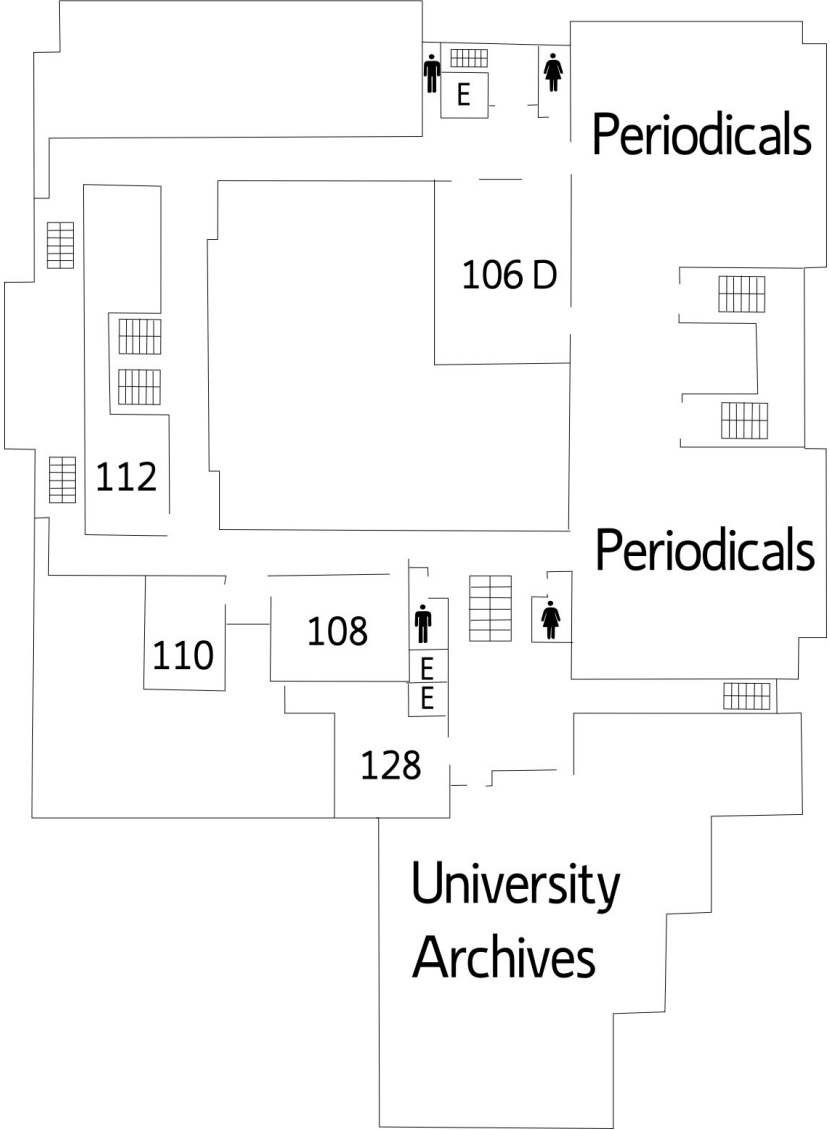 E
Periodicals
106 D
112
Periodicals
108
110
E
E
128
University
Archives